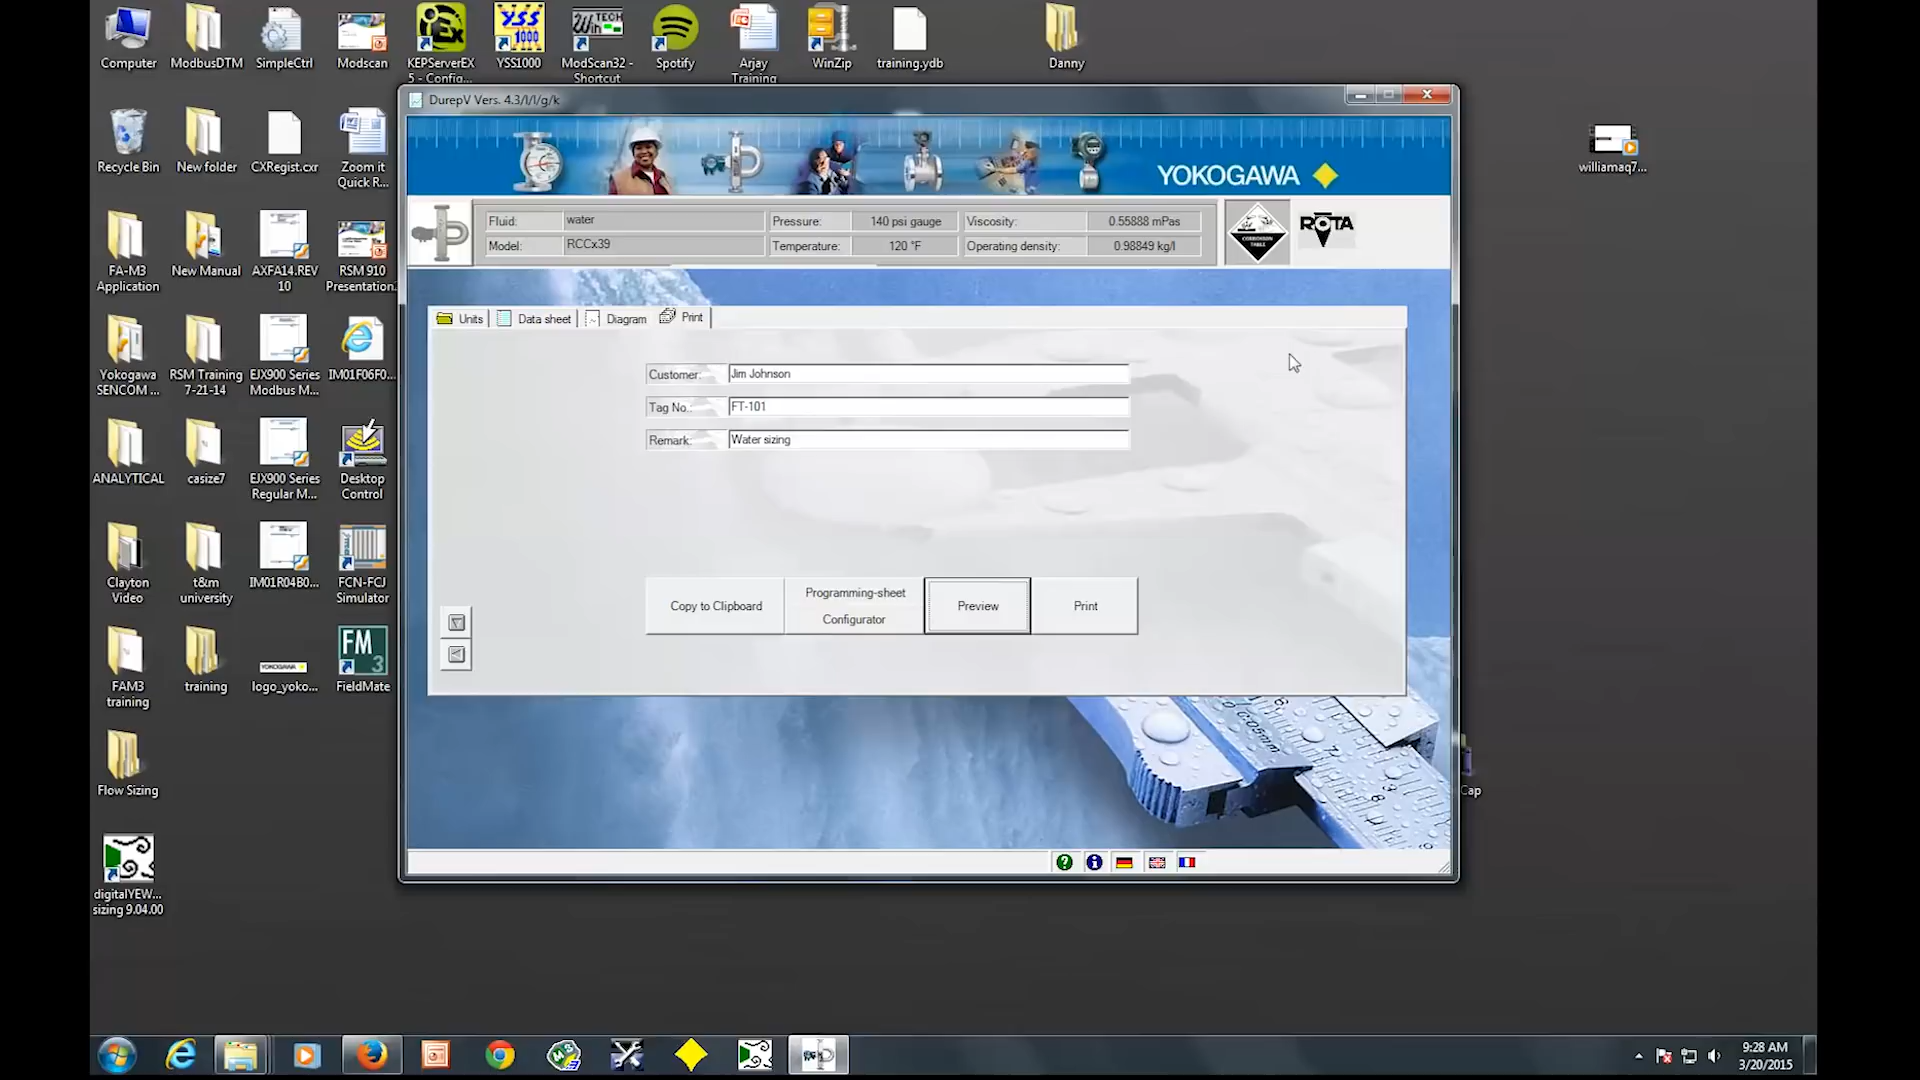 Computer
ModbusDTM
SimpleCtrl
Modscan
KEPServerEX
5 - Config...
YSS1000
ModScan32 -
Shortcut
Spotify
Arjay
Training
WinZip
training.ydb
Danny
DurepV Vers. 4.3/l/l/g/k
YOKOGAWA
Fluid:
water
Pressure:
140 psi gauge
Viscosity:
0.55888 mPas
Model:
RCCx39
Temperature:
120 °F
Operating density:
0.98849 kg/l
CORROSION
TABLE
ROTA
Units
Data sheet
Diagram
Print
Customer:
Jim Johnson
Tag No.:
FT-101
Remark:
Water sizing
Copy to Clipboard
Programming-sheet
Configurator
Preview
Print
Recycle Bin
New folder
CXRegist.cxr
Zoom it
Quick R...
williamaq7...
FA-M3
Application
New Manual
AXFA14.REV
10
RSM 910
Presentation...
Yokogawa
SENCOM ...
RSM Training
7-21-14
EJX900 Series
Modbus M...
IM01F06F0...
ANALYTICAL
casize7
EJX900 Series
Regular M...
Desktop
Control
Clayton
Video
t&m
university
IM01R04B0...
FCN-FCJ
Simulator
FAM3
training
training
logo_yoko...
FieldMate
Flow Sizing
digitalYEW...
sizing 9.04.00
Cap
0.05mm
9:28 AM
3/20/2015